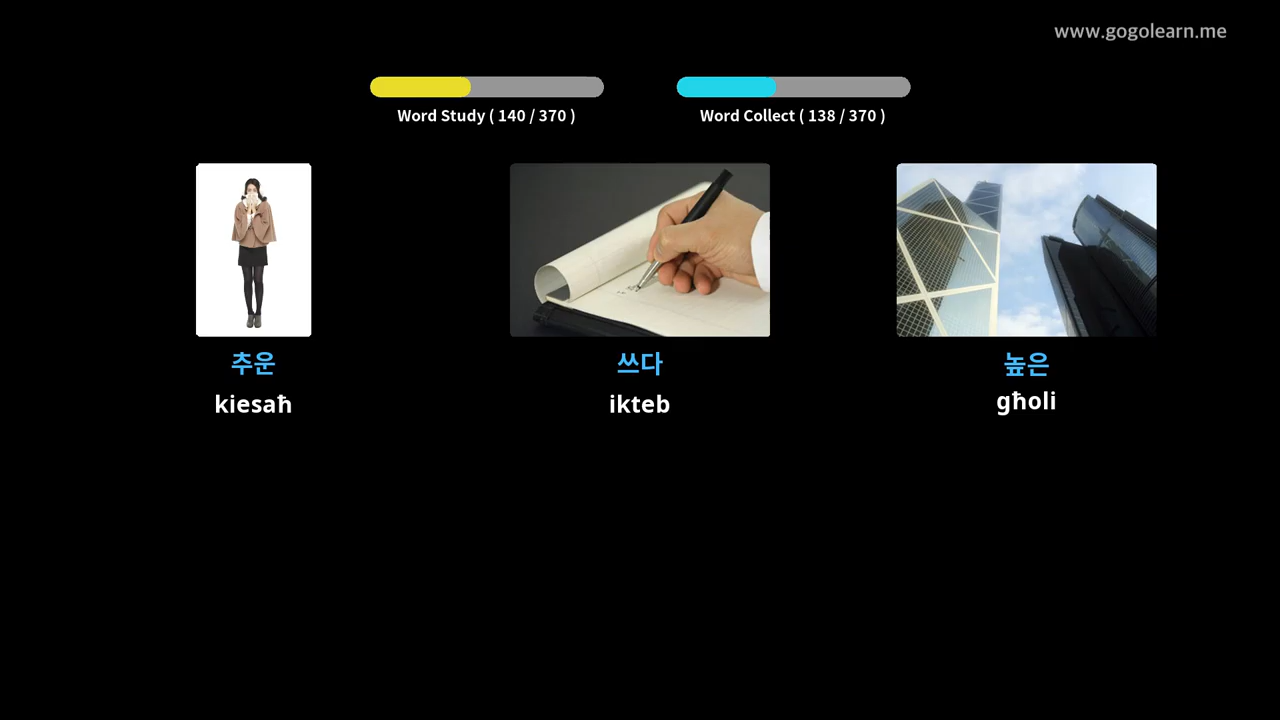 www.gogolearn.me
Word Study ( 140 / 370 )
Word Collect ( 138 / 370 )
추운
쓰다
높은
kiesaħ
ikteb
għoli